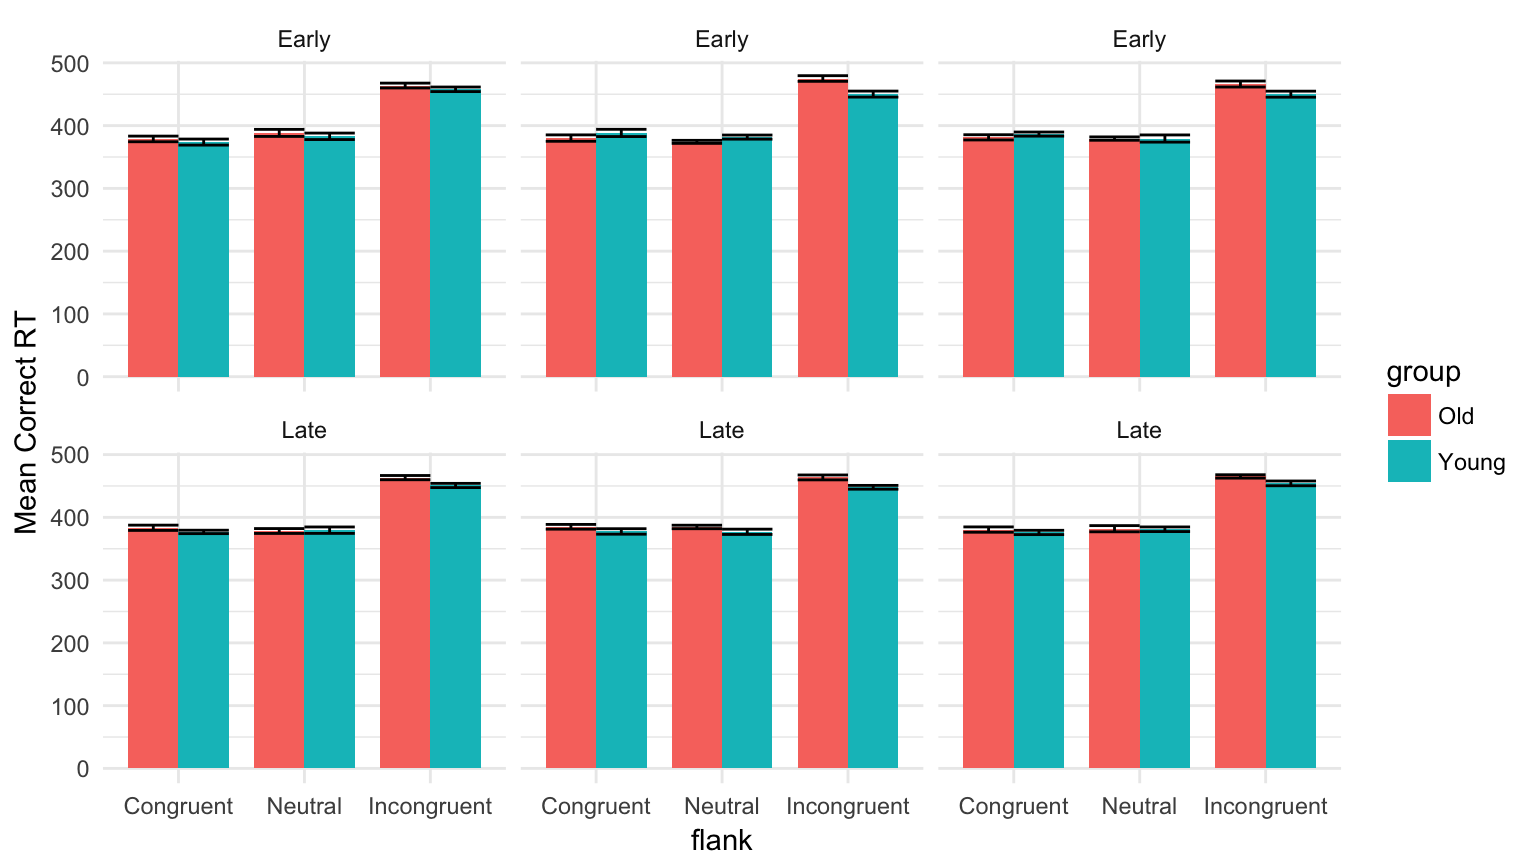 Early Early Early
500
400
300
200
100
0
Late Late Late
500
400
300
200
100
0
Congruent Neutral Incongruent Congruent Neutral Incongruent Congruent Neutral Incongruent
flank
Mean Correct RT
group
Old
Young